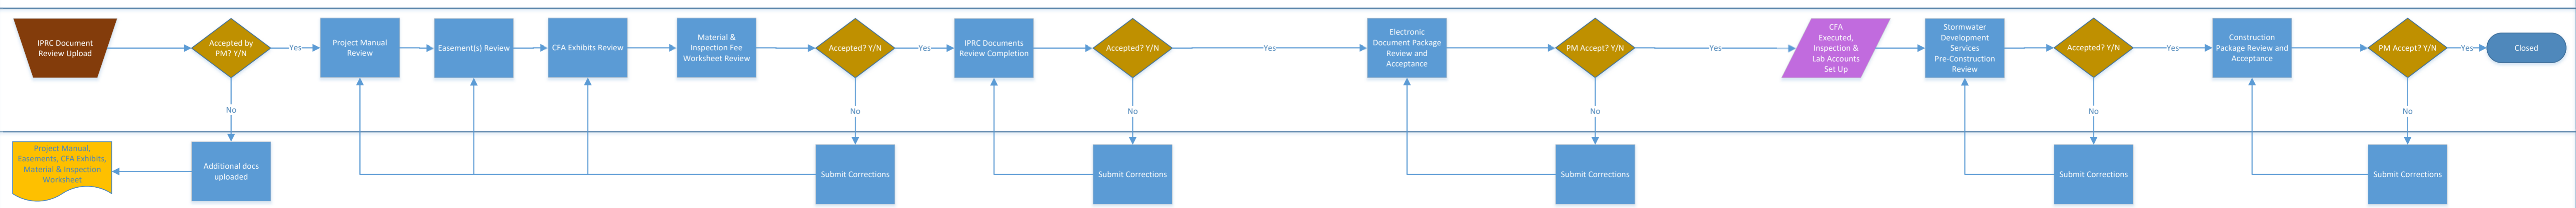 IPRC Document
Review Upload
Accepted by
PM? Y/N
Yes
Project Manual
Review
Easement(s) Review
CFA Exhibits Review
Material &
Inspection Fee
Worksheet Review
Accepted? Y/N
Yes
IPRC Documents
Review Completion
Accepted? Y/N
Yes
Electronic
Document Package
Review and
Acceptance
PM Accept? Y/N
Yes
CFA
Executed,
Inspection &
Lab Accounts
Set Up
Stormwater
Development
Services
Pre-Construction
Review
Accepted? Y/N
Yes
Construction
Package Review and
Acceptance
PM Accept? Y/N
Yes
Closed
No
No
No
No
No
No
Project Manual,
Easements, CFA Exhibits,
Material & Inspection
Worksheet
Additional docs
uploaded
Submit Corrections
Submit Corrections
Submit Corrections
Submit Corrections
Submit Corrections